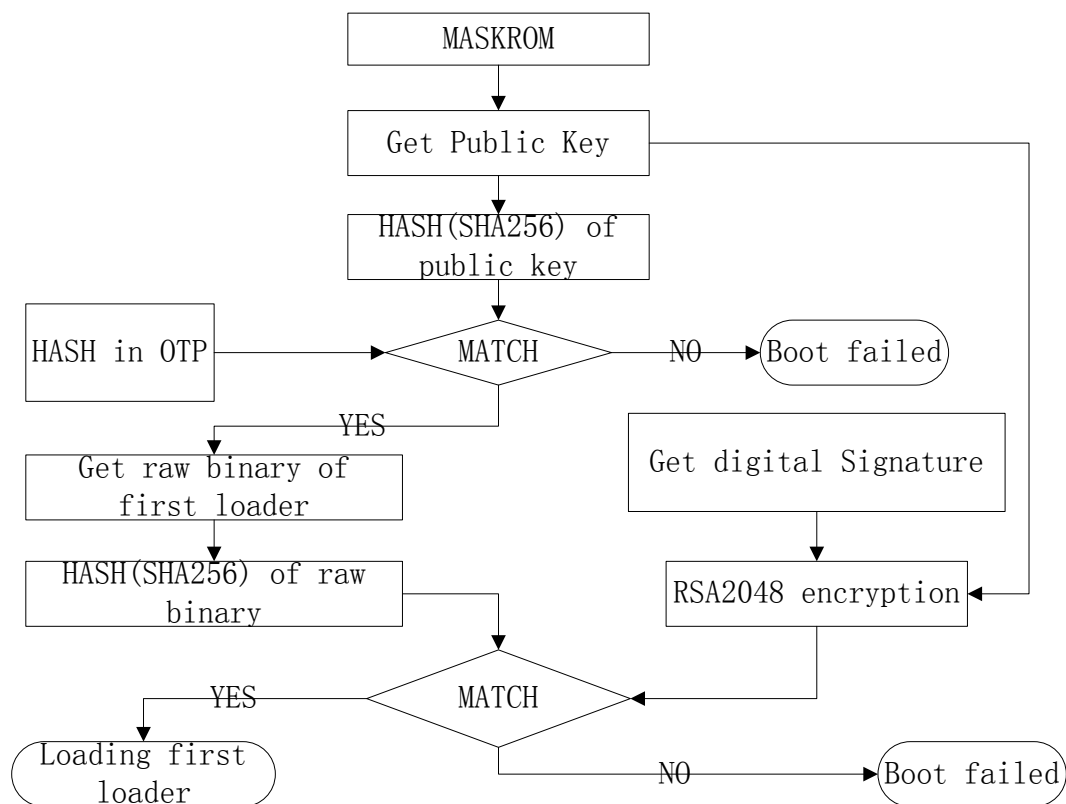 MASKROM
Get Public Key
HASH(SHA256) of
public key
HASH in OTP
MATCH
NO
Boot failed
YES
Get raw binary of
first loader
Get digital Signature
HASH(SHA256) of raw
binary
RSA2048 encryption
YES
MATCH
Loading first
loader
NO
Boot failed